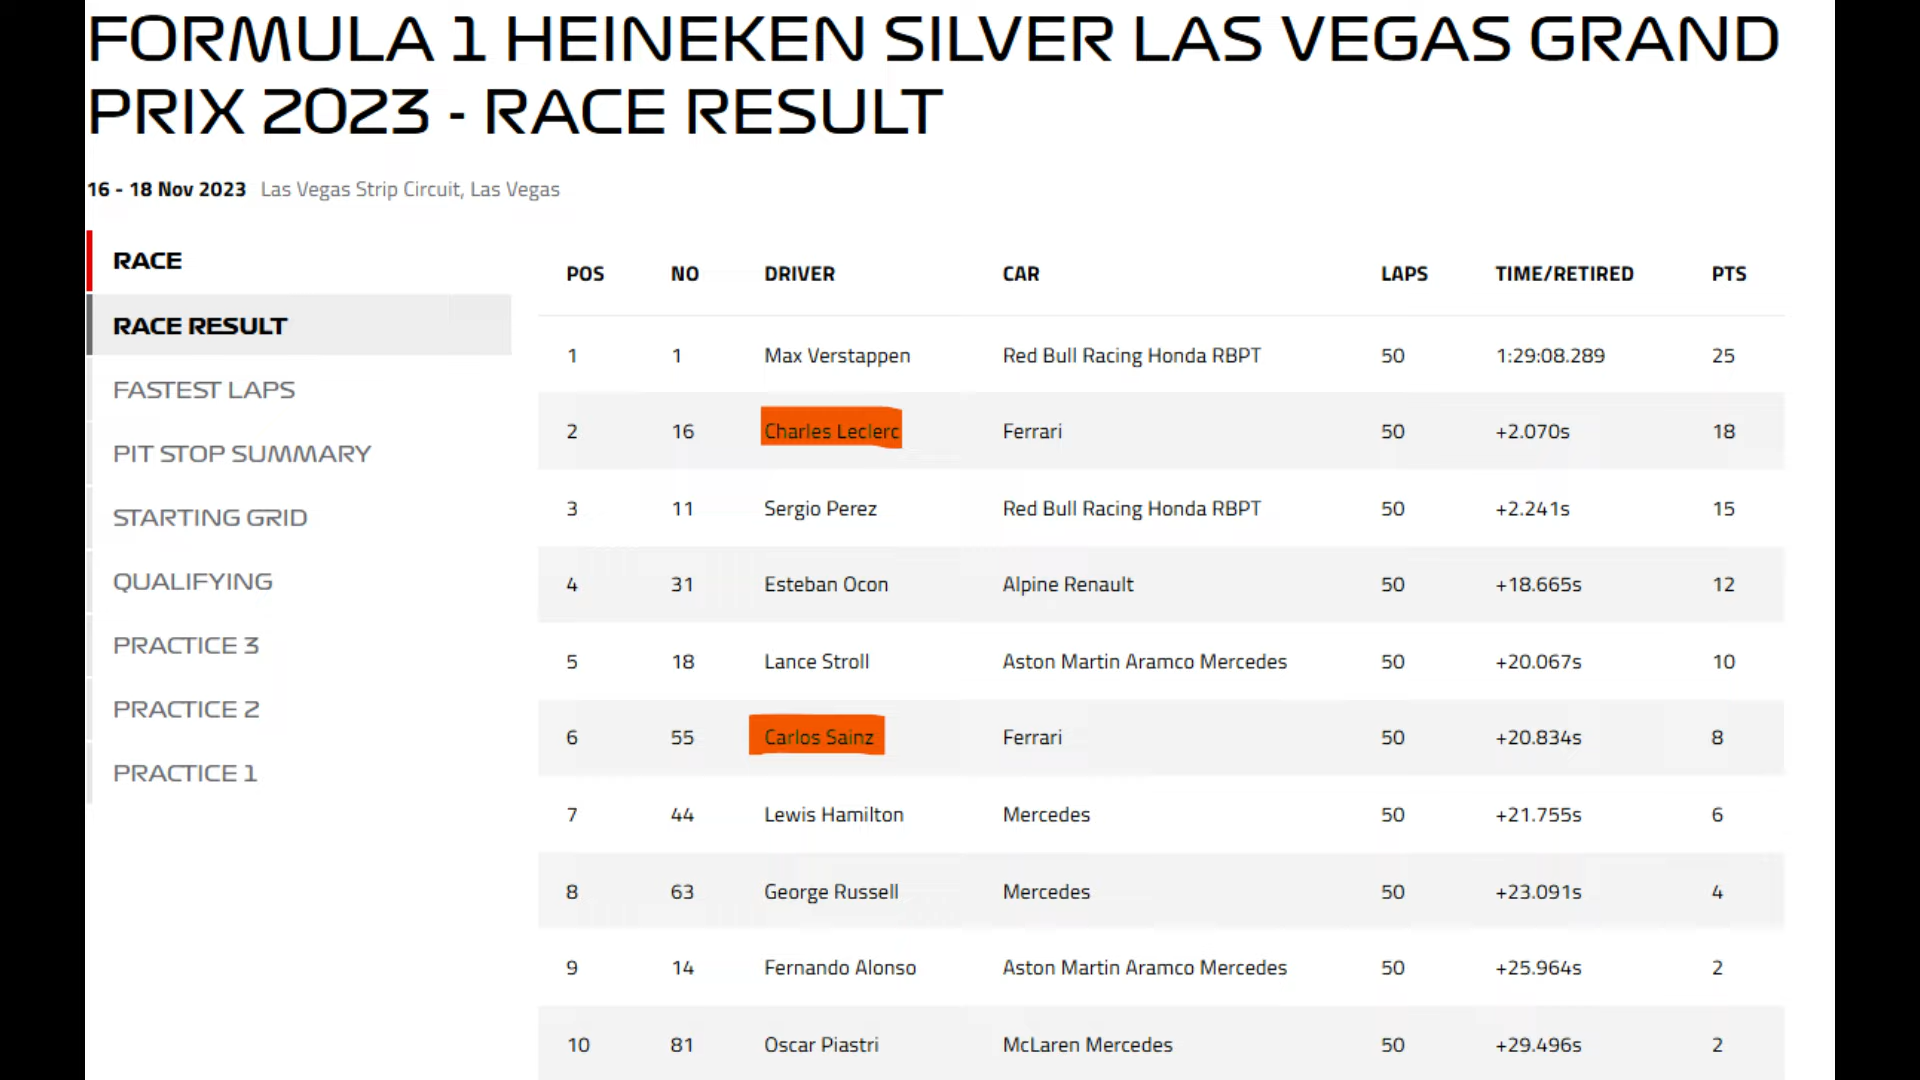 FORMULA 1 HEINEKEN SILVER LAS VEGAS GRAND
PRIX 2023 - RACE RESULT
16 - 18 Nov 2023 Las Vegas Strip Circuit, Las Vegas
RACE
RACE RESULT
FASTEST LAPS
PIT STOP SUMMARY
STARTING GRID
QUALIFYING
PRACTICE 3
PRACTICE 2
PRACTICE 1
POS NO DRIVER CAR LAPS TIME/RETIRED PTS
1 1 Max Verstappen Red Bull Racing Honda RBPT 50 1:29:08.289 25
2 16 Charles Leclerc Ferrari 50 +2.070s 18
3 11 Sergio Perez Red Bull Racing Honda RBPT 50 +2.241s 15
4 31 Esteban Ocon Alpine Renault 50 +18.665s 12
5 18 Lance Stroll Aston Martin Aramco Mercedes 50 +20.067s 10
6 55 Carlos Sainz Ferrari 50 +20.834s 8
7 44 Lewis Hamilton Mercedes 50 +21.755s 6
8 63 George Russell Mercedes 50 +23.091s 4
9 14 Fernando Alonso Aston Martin Aramco Mercedes 50 +25.964s 2
10 81 Oscar Piastri McLaren Mercedes 50 +29.496s 2